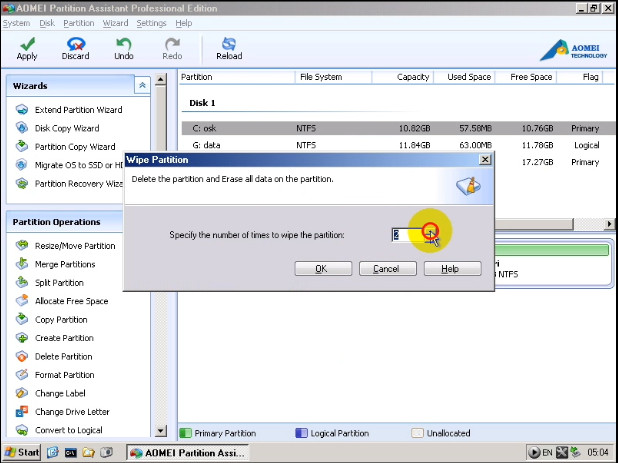 AOMEI Partition Assistant Professional Edition
System Disk Partition Wizard Settings Help
Apply Discard Undo Redo Reload
AOMEI
TECHNOLOGY
Wizards
Extend Partition Wizard
Disk Copy Wizard
Partition Copy Wizard
Migrate OS to SSD or HD
Partition Recovery Wiza
Partition Operations
Resize/Move Partition
Merge Partitions
Split Partition
Allocate Free Space
Copy Partition
Create Partition
Delete Partition
Format Partition
Change Label
Change Drive Letter
Convert to Logical
Partition File System Capacity Used Space Free Space Flag
Disk 1
C: osk NTFS 10.82GB 57.58MB 10.76GB Primary
G: data NTFS 11.84GB 63.00MB 11.78GB Logical
17.27GB Primary
Wipe Partition
Delete the partition and Erase all data on the partition.
Specify the number of times to wipe the partition: 2
OK Cancel Help
NTFS
Primary Partition Logical Partition Unallocated
Start AOMEI Partition Assi... EN 05:04